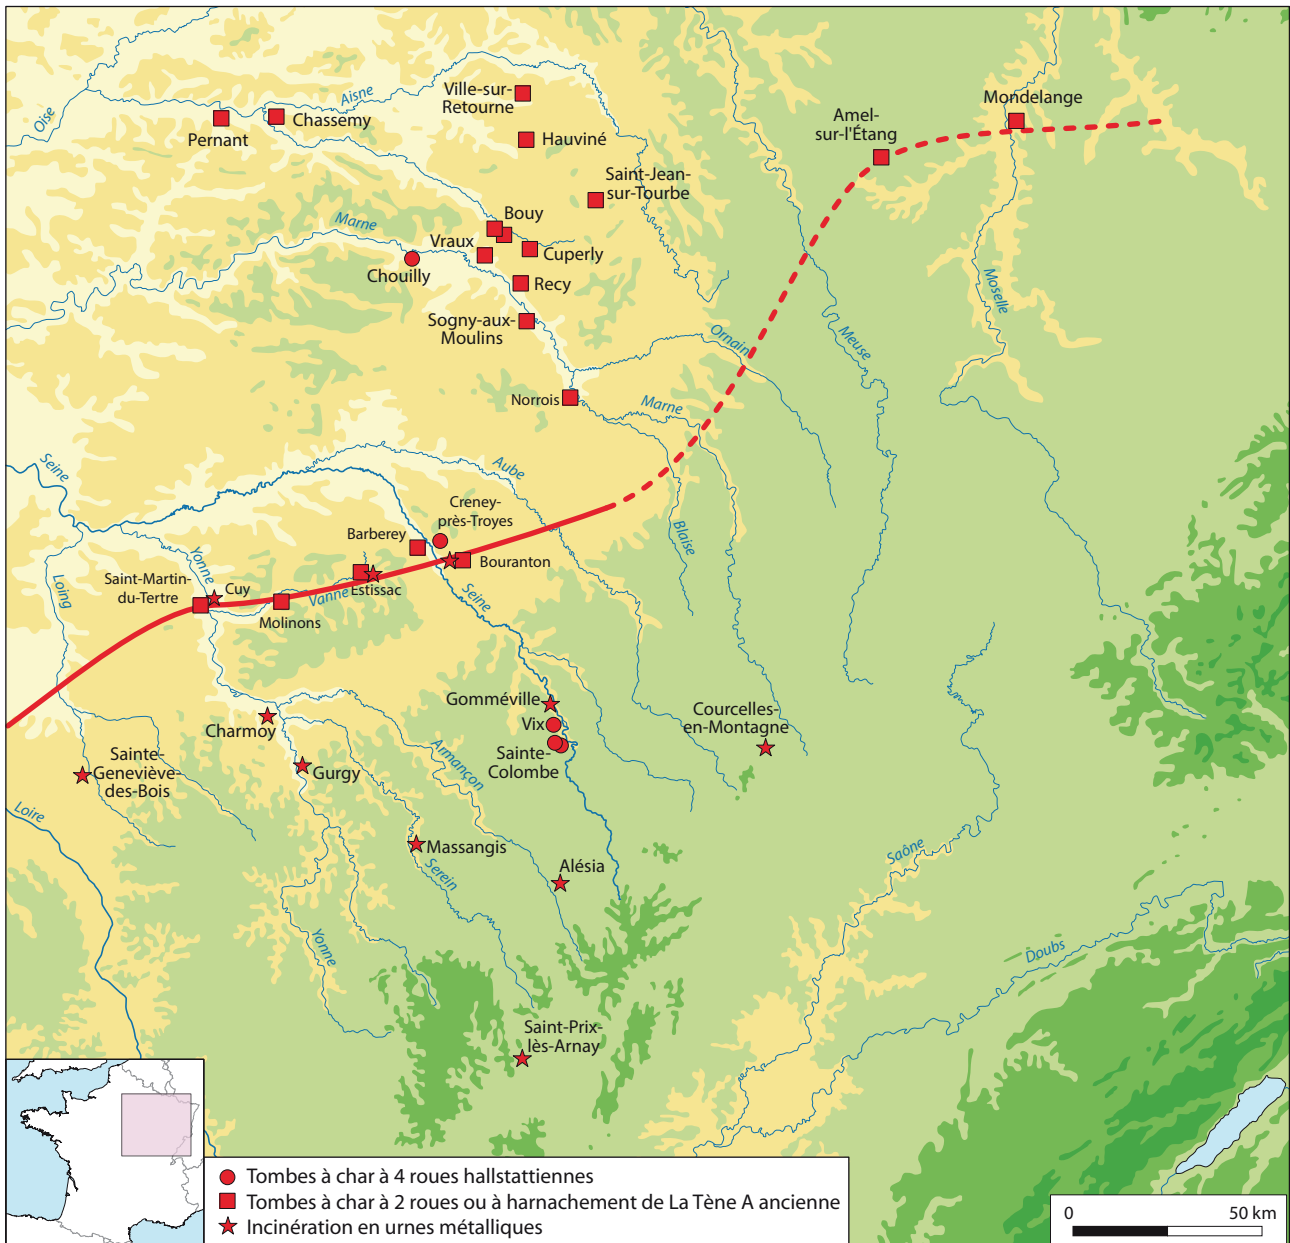 Ville-sur-
Retourne
Mondelange
Aisne
Oise
Chassemy
Pernant
Amel-
sur-l'Étang
Hauviné
Saint-Jean-
sur-Tourbe
Bouy
Marne
Vraux
Cuperly
Chouilly
Recy
Moselle
Sogny-aux-
Moulins
Ornain
Meuse
Norrois
Marne
Seine
Aube
Creney-
près-Troyes
Barberey
Blaise
Yonne
Bouranton
Loing
Saint-Martin-
du-Tertre
Cuy
Estissac
Vanne
Seine
Molinons
Gomméville
Vix
Courcelles-
en-Montagne
Charmoy
Sainte-
Colombe
Armançon
Sainte-
Geneviève-
des-Bois
Gurgy
Loire
Massangis
Serein
Alésia
Saône
Yonne
Doubs
Saint-Prix-
lès-Arnay
Tombes à char à 4 roues hallstattiennes
Tombes à char à 2 roues ou à harnachement de La Tène A ancienne
Incinération en urnes métalliques
0 50 km